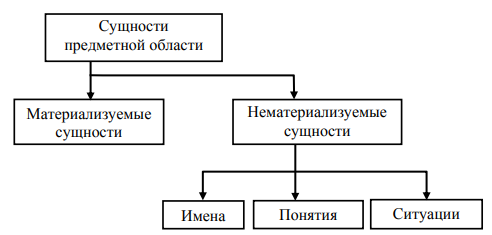 Сущности
предметной области
Материализуемые
сущности
Нематериализуемые
сущности
Имена
Понятия
Ситуации